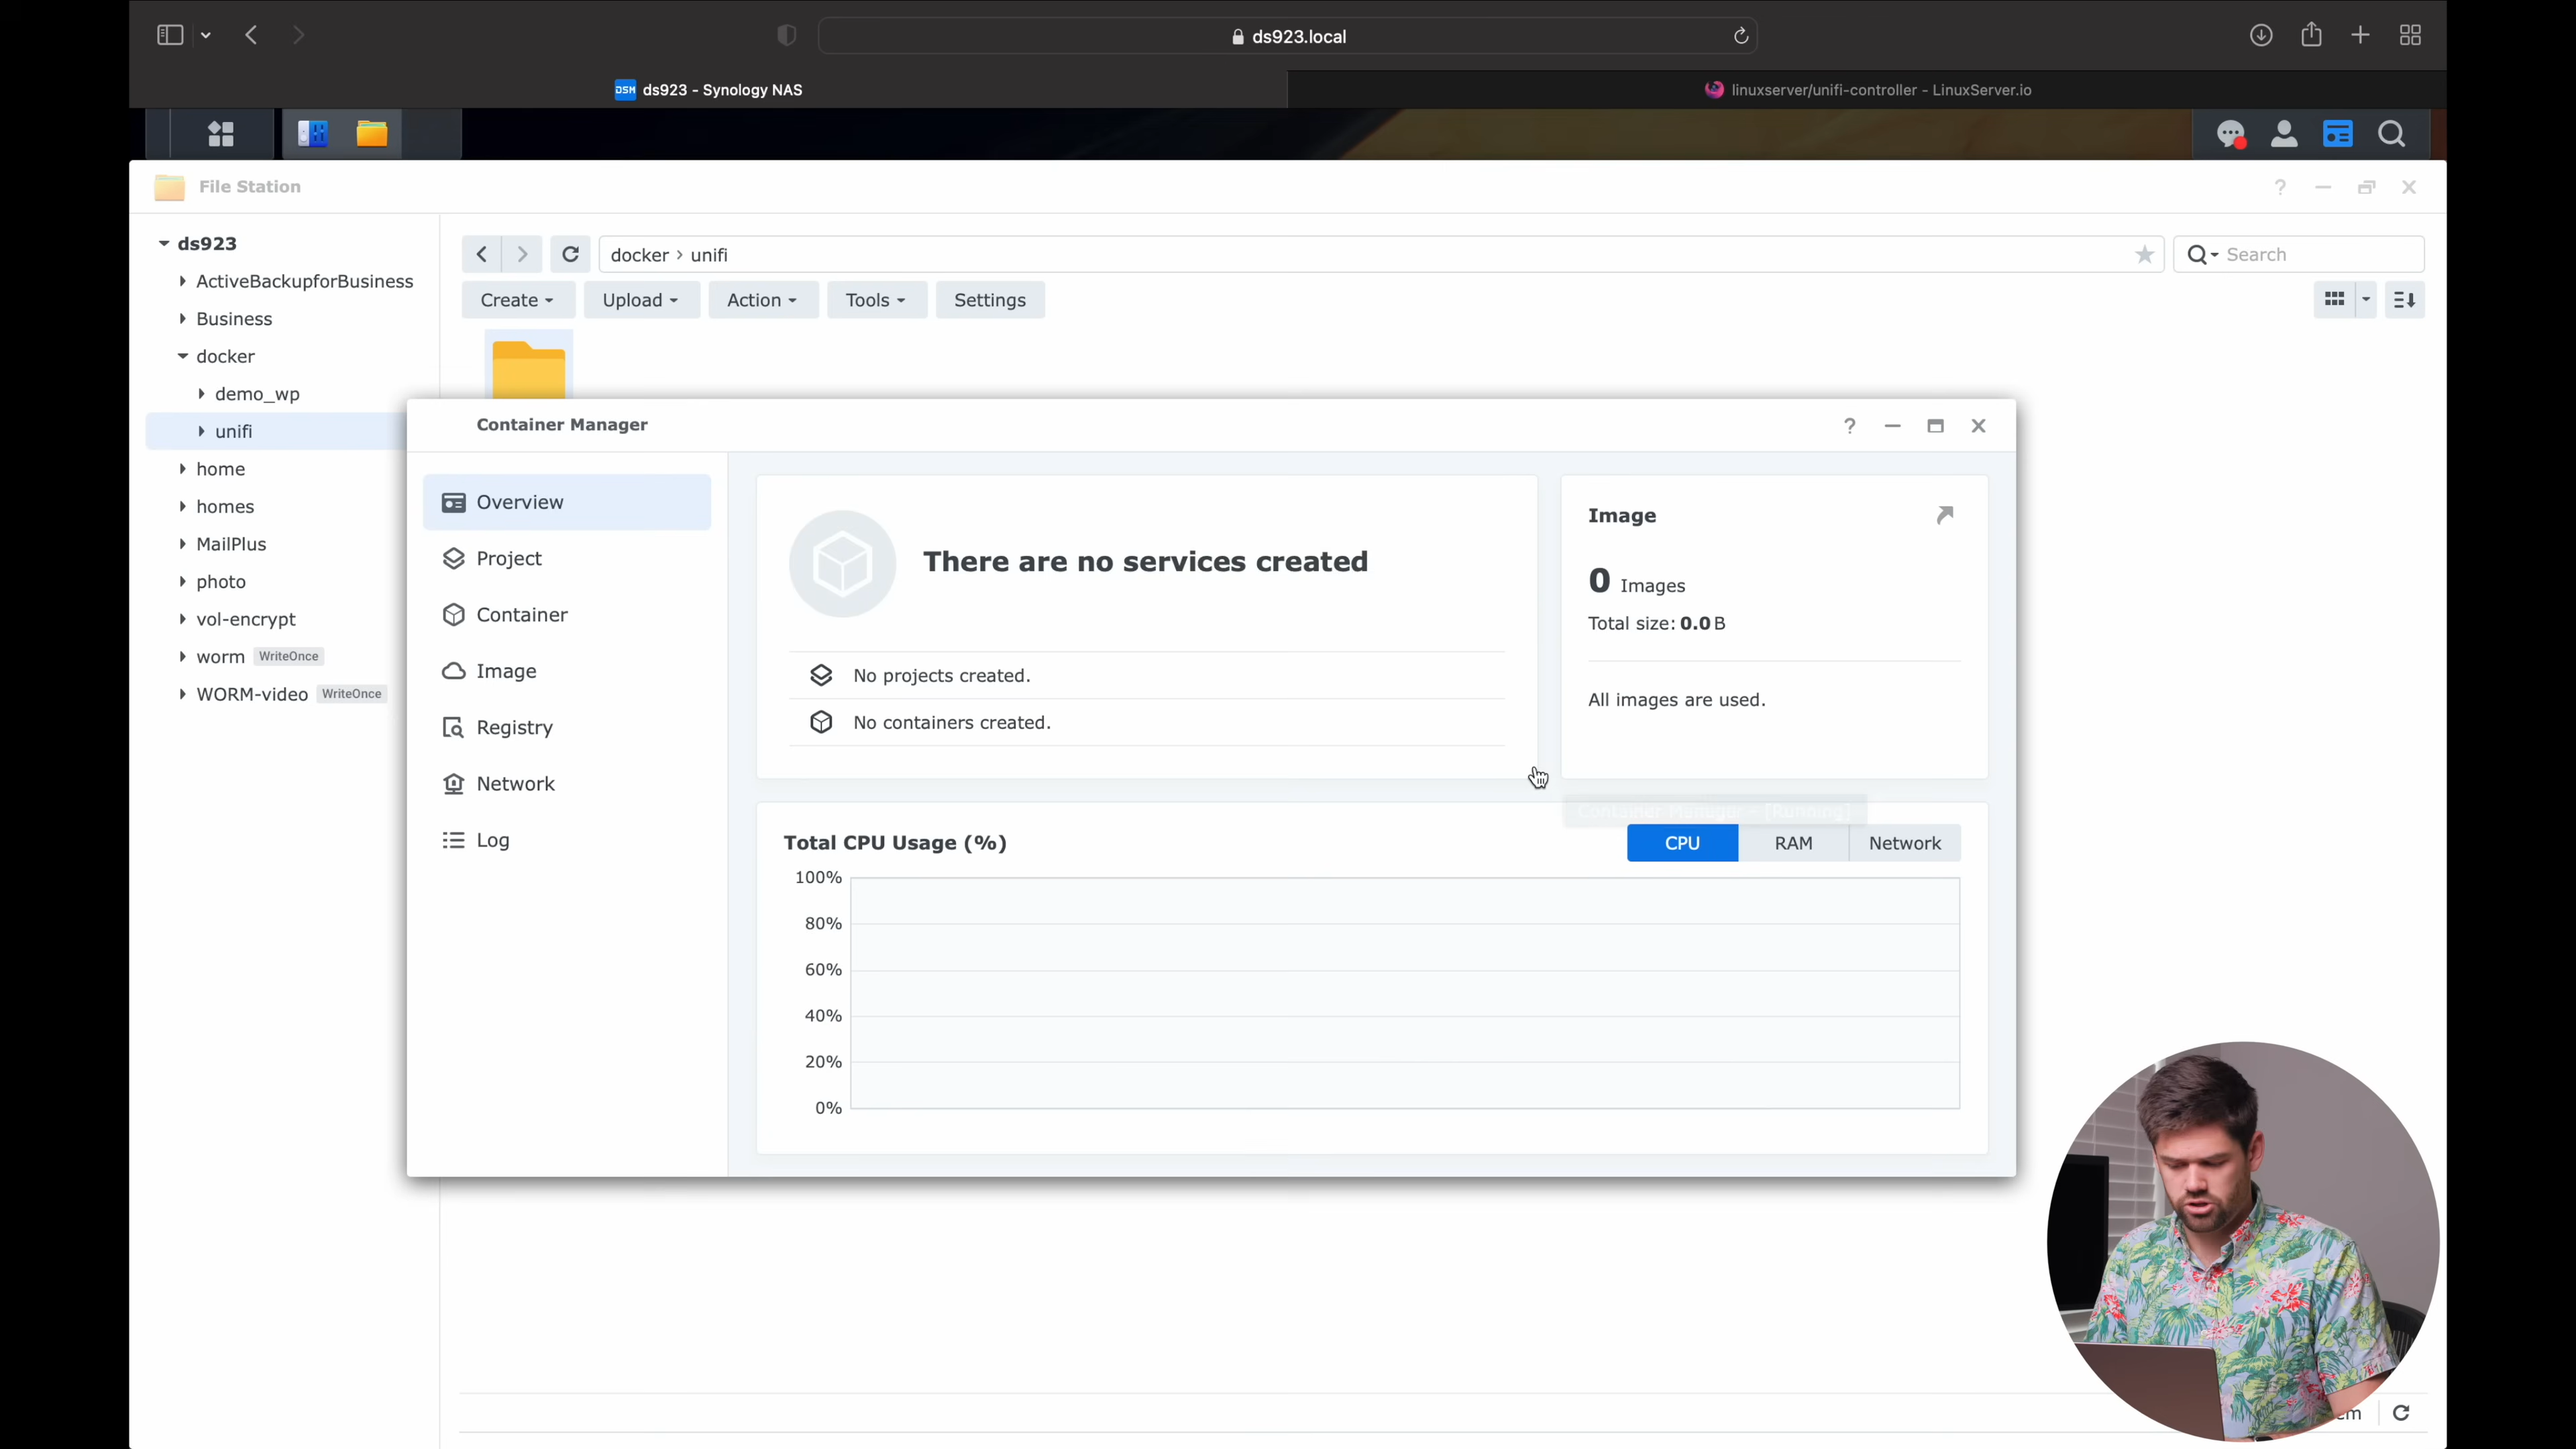 ds923.local
DSM ds923 - Synology NAS
linuxserver/unifi-controller - LinuxServer.io
File Station
ds923
ActiveBackupforBusiness
Business
docker
demo_wp
unifi
home
homes
MailPlus
photo
vol-encrypt
worm WriteOnce
WORM-video WriteOnce
docker › unifi
Search
Create
Upload
Action
Tools
Settings
Container Manager
Overview
Project
Container
Image
Registry
Network
Log
There are no services created
No projects created.
No containers created.
Image
0 Images
Total size: 0.0 B
All images are used.
Container Manager - [Running]
Total CPU Usage (%)
CPU
RAM
Network
100%
80%
60%
40%
20%
0%